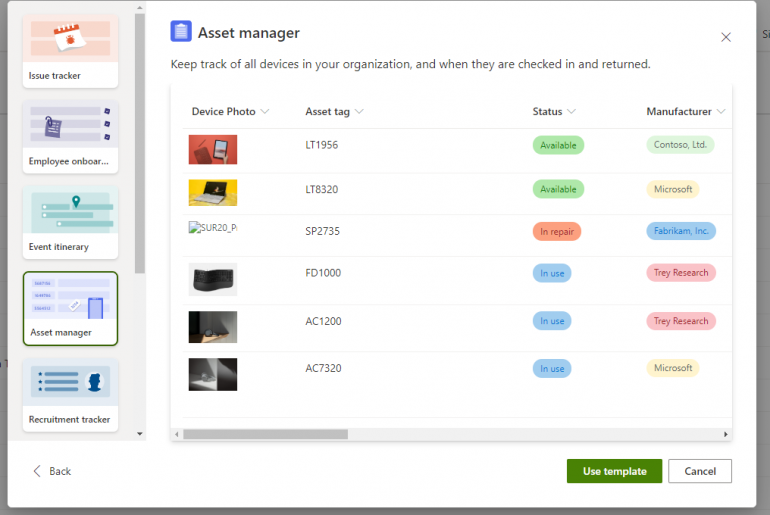 Issue tracker
Employee onboar...
Event itinerary
Asset manager
Recruitment tracker
Asset manager
Keep track of all devices in your organization, and when they are checked in and returned.
Device Photo Asset tag Status Manufacturer
LT1956 Available Contoso, Ltd.
LT8320 Available Microsoft
SUR20_P SP2735 In repair Fabrikam, Inc.
FD1000 In use Trey Research
AC1200 In use Trey Research
AC7320 In use Microsoft
Back
Use template
Cancel